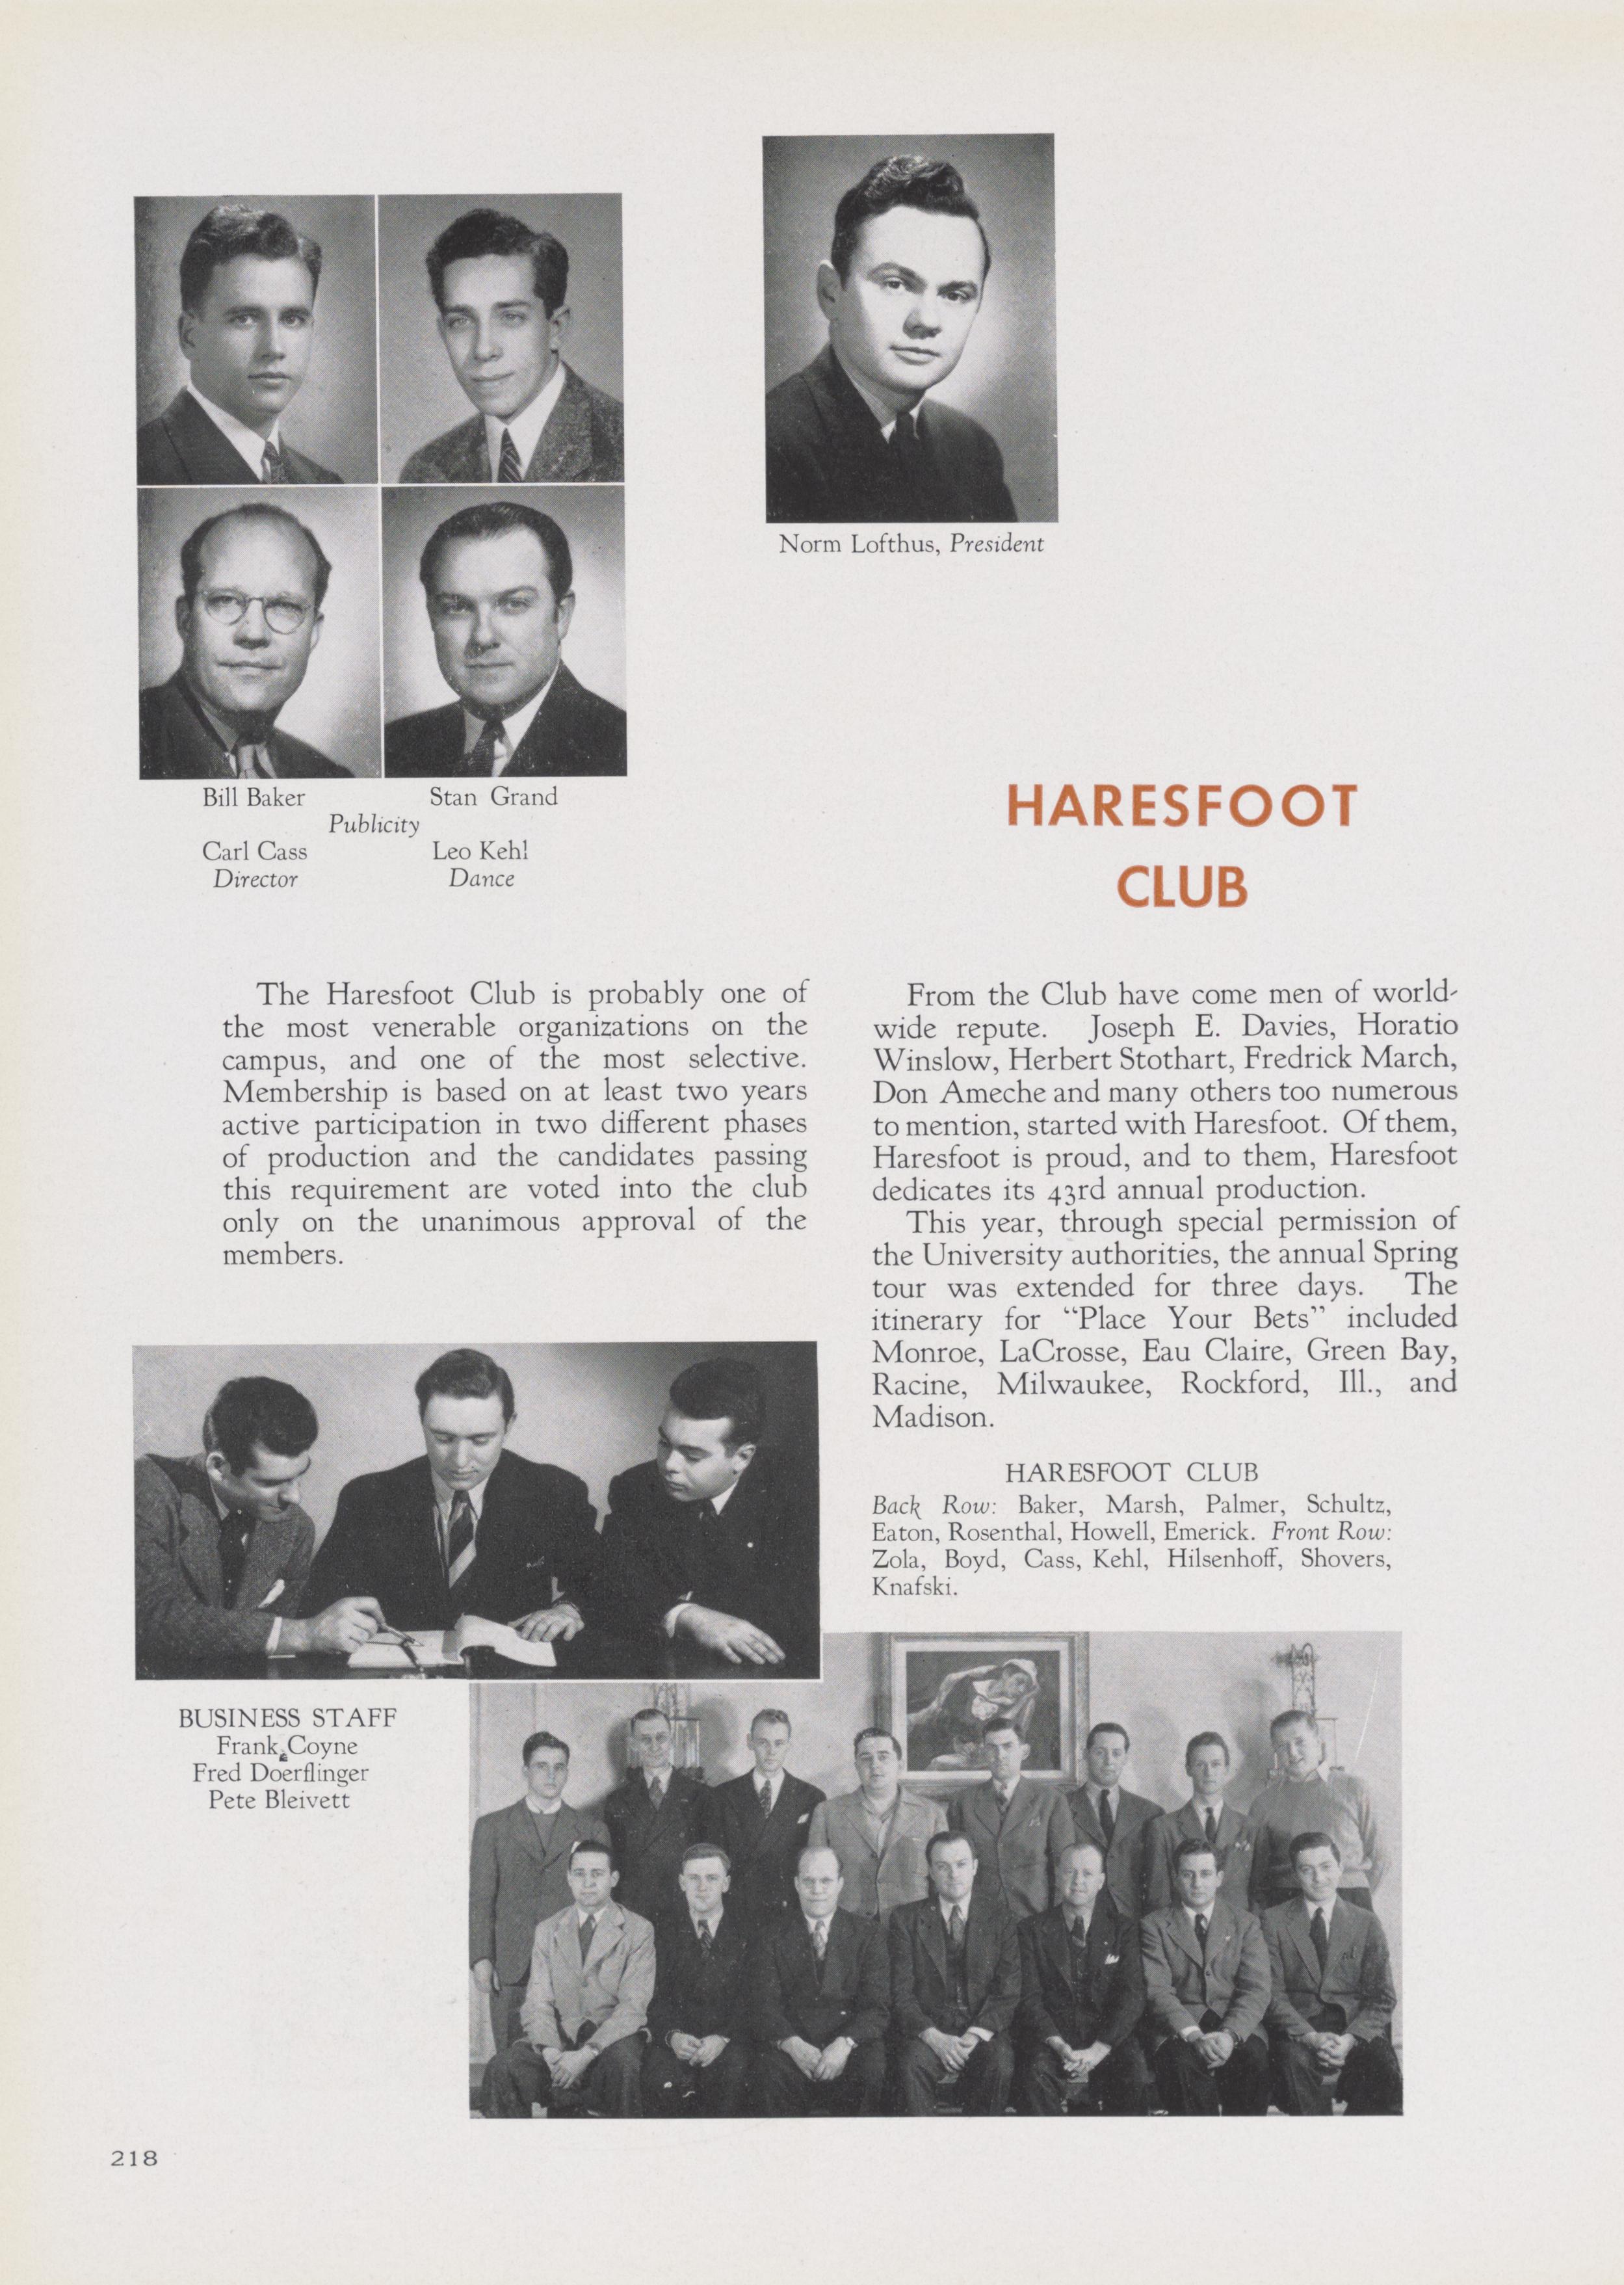 Norm Lofthus, President
Bill Baker Stan Grand
Publicity
Carl Cass Leo Kehl
Director Dance
HARESFOOT
CLUB
The Haresfoot Club is probably one of
the most venerable organizations on the
campus, and one of the most selective.
Membership is based on at least two years
active participation in two different phases
of production and the candidates passing
this requirement are voted into the club
only on the unanimous approval of the
members.
From the Club have come men of world-
wide repute. Joseph E. Davies, Horatio
Winslow, Herbert Stothart, Fredrick March,
Don Ameche and many others too numerous
to mention, started with Haresfoot. Of them,
Haresfoot is proud, and to them, Haresfoot
dedicates its 43rd annual production.
This year, through special permission of
the University authorities, the annual Spring
tour was extended for three days. The
itinerary for “Place Your Bets” included
Monroe, LaCrosse, Eau Claire, Green Bay,
Racine, Milwaukee, Rockford, Ill., and
Madison.
HARESFOOT CLUB
Back Row: Baker, Marsh, Palmer, Schultz,
Eaton, Rosenthal, Howell, Emerick. Front Row:
Zola, Boyd, Cass, Kehl, Hilsenhoff, Shovers,
Knafski.
BUSINESS STAFF
Frank Coyne
Fred Doerflinger
Pete Bleivett
218